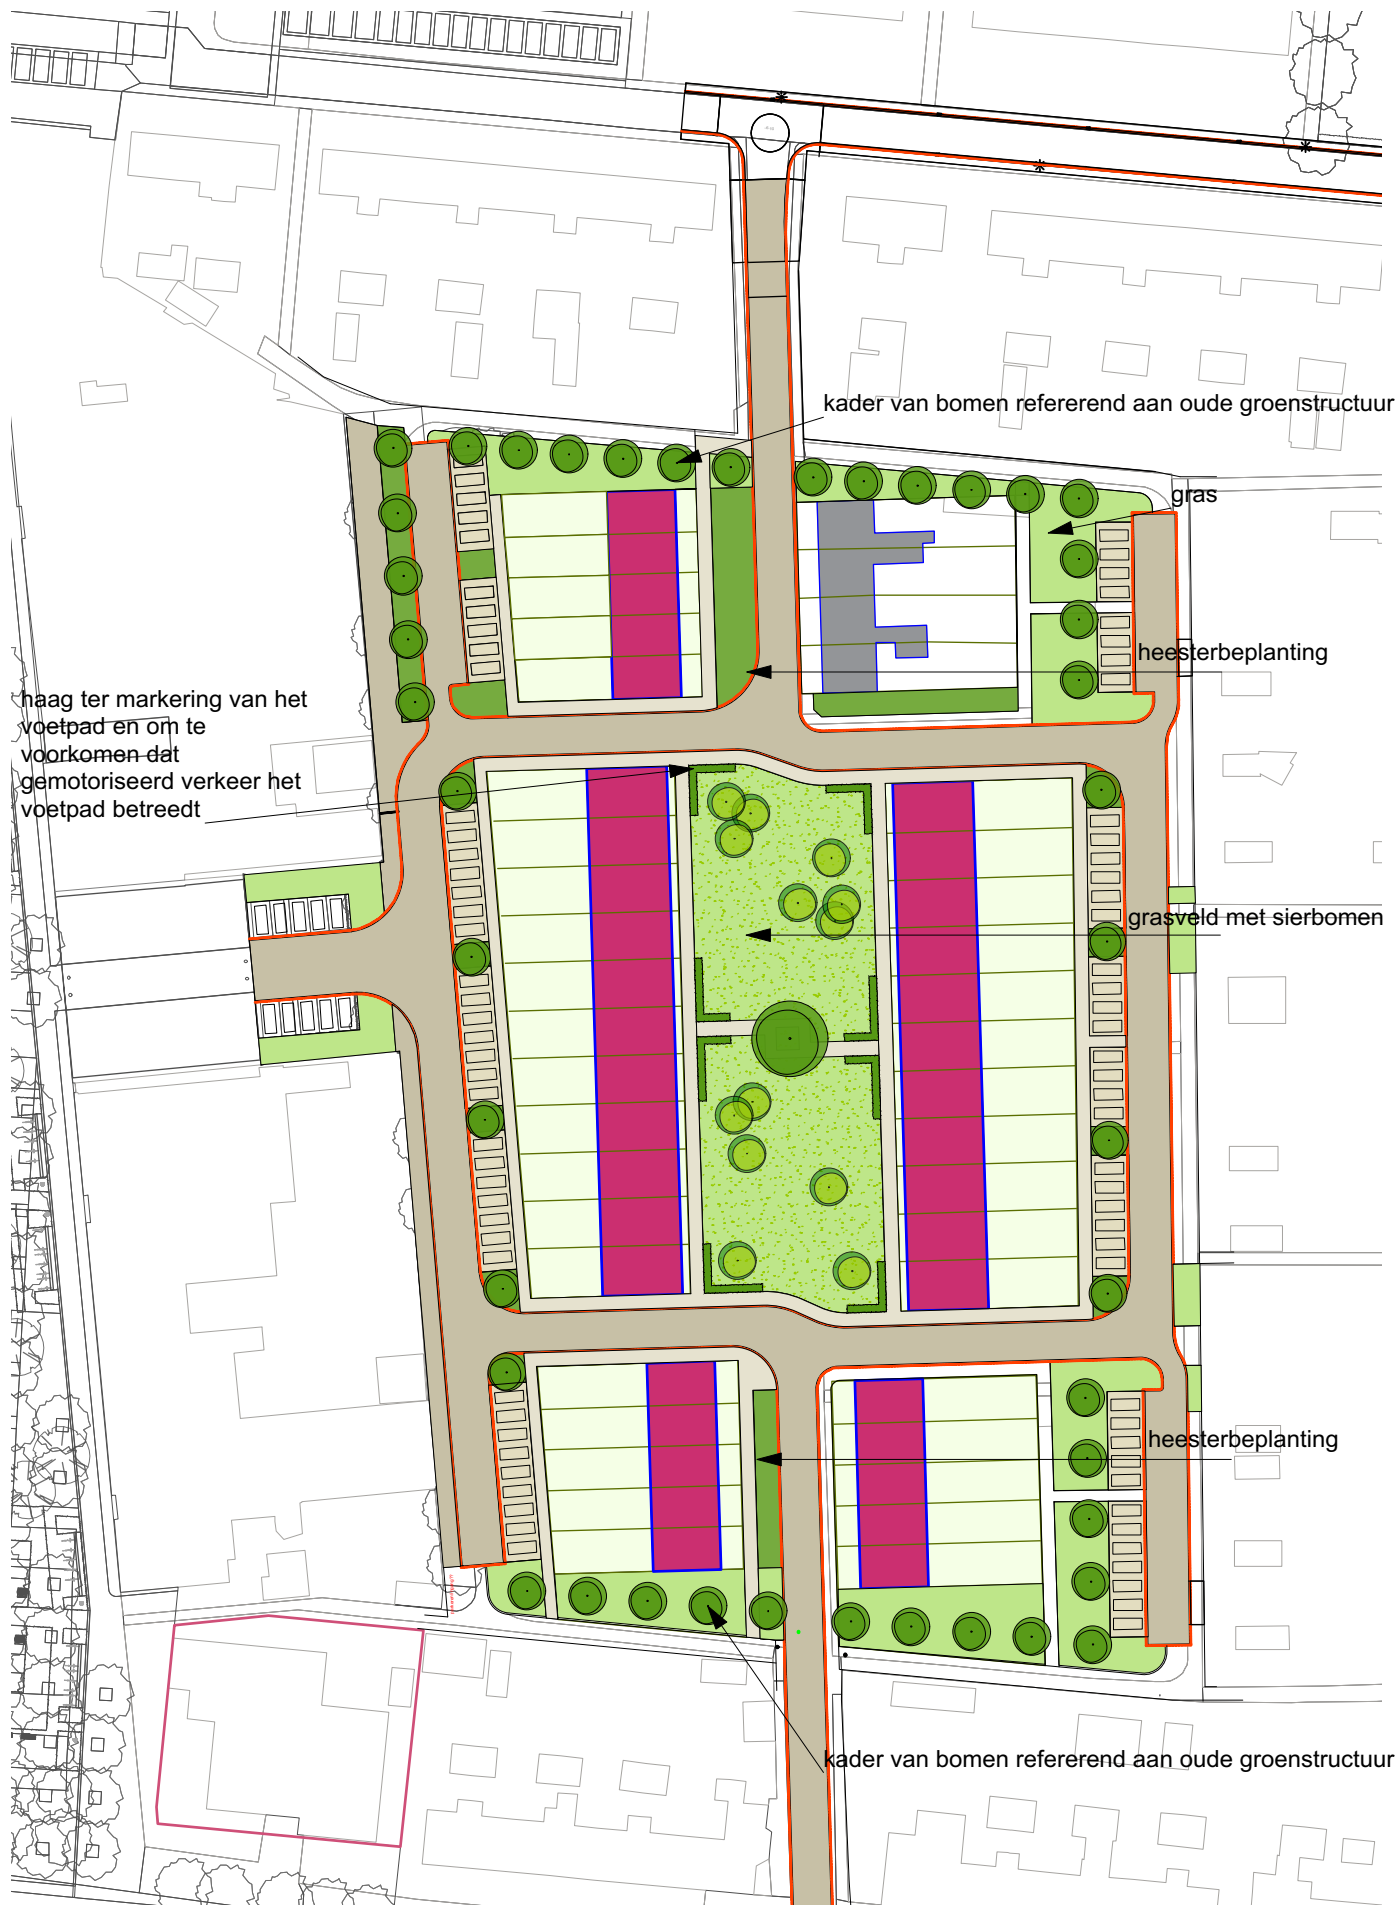 kader van bomen refererend aan oude groenstructuur
gras
heesterbeplanting
haag ter markering van het
voetpad en om te
voorkomen dat
gemotoriseerd verkeer het
voetpad betreedt
grasveld met sierbomen
heesterbeplanting
kader van bomen refererend aan oude groenstructuur